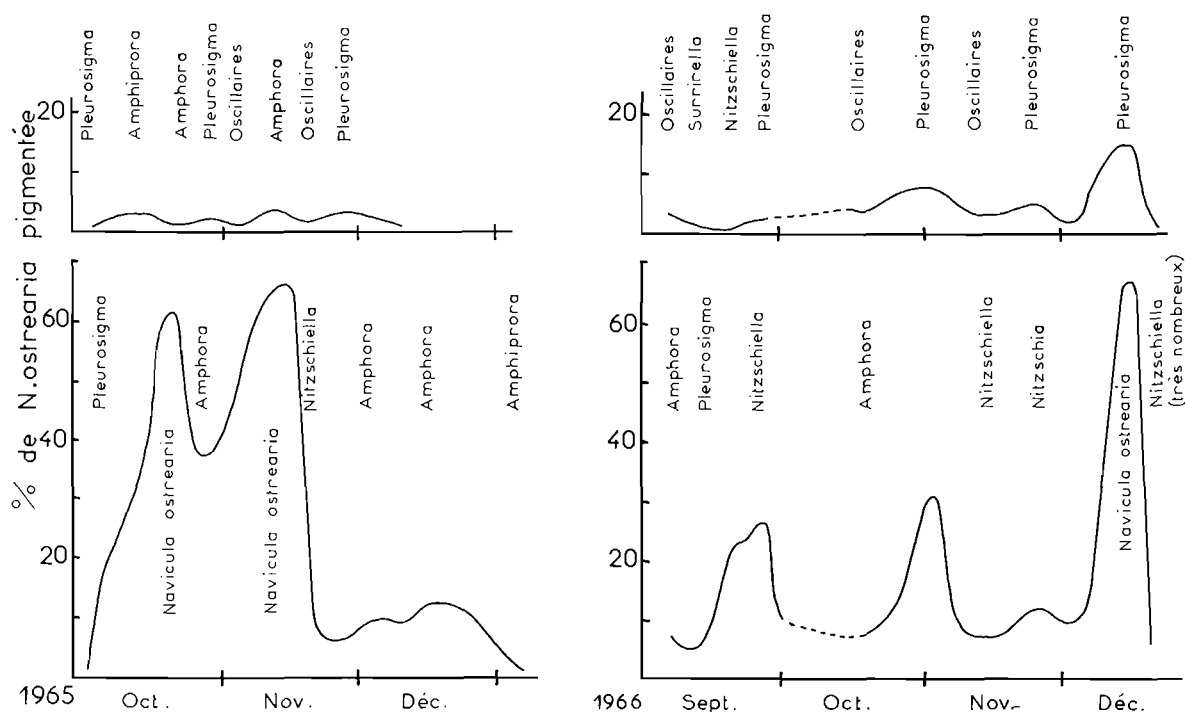 Pleurosigma
Amphiprora
Amphora
Pleurosigma
Oscillaires
Amphora
Oscillaires
Pleurosigma
20
Oscillaires
Surrirella
Nitzschiella
Pleurosigma
Oscillaires
Pleurosigma
Oscillaires
Pleurosigma
Pleurosigma
20
% de N.ostrearia pigmentée
60
40
20
Pleurosigma
Navicula ostrearia
Amphora
Navicula ostrearia
Nitzschiella
Amphora
Amphora
Amphiprora
60
40
20
Amphora
Pleurosigma
Nitzschiella
Amphora
Nitzschiella
Nitzschia
Navicula ostrearia
Nitzschiella
(très nombreux)
1965 Oct. Nov. Déc.
1966 Sept. Oct. Nov. Déc.